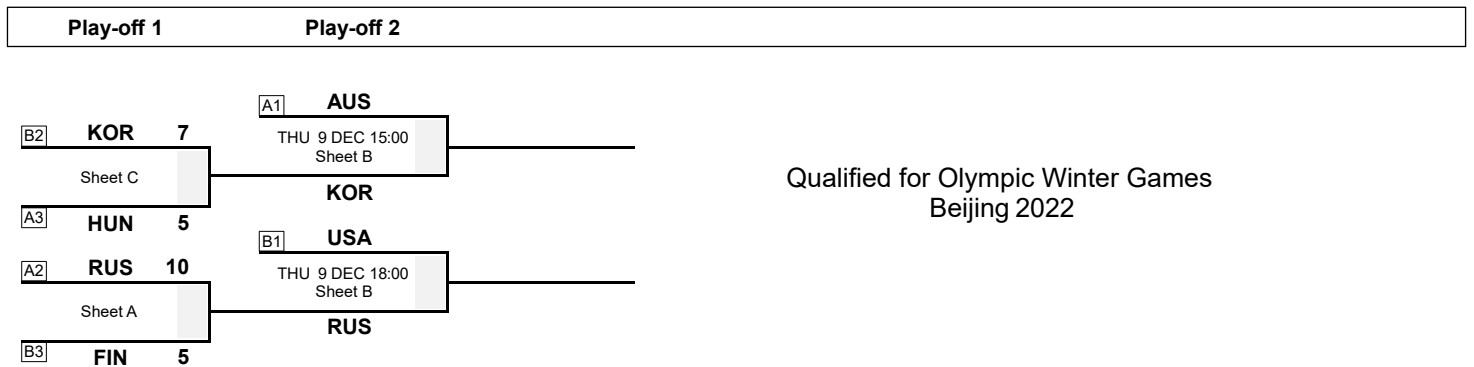 Play-off 1 Play-off 2
A1 AUS
B2 KOR 7
THU 9 DEC 15:00
Sheet B
Sheet C
KOR
A3 HUN 5
B1 USA
A2 RUS 10
THU 9 DEC 18:00
Sheet B
Sheet A
RUS
B3 FIN 5
Qualified for Olympic Winter Games
Beijing 2022